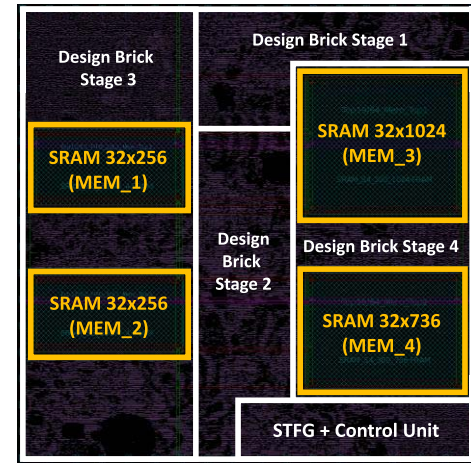 Design Brick
Stage 3
Design Brick Stage 1
SRAM 32x256
(MEM_1)
SRAM 32x1024
(MEM_3)
Design
Brick
Stage 2
Design Brick Stage 4
SRAM 32x256
(MEM_2)
SRAM 32x736
(MEM_4)
STFG + Control Unit